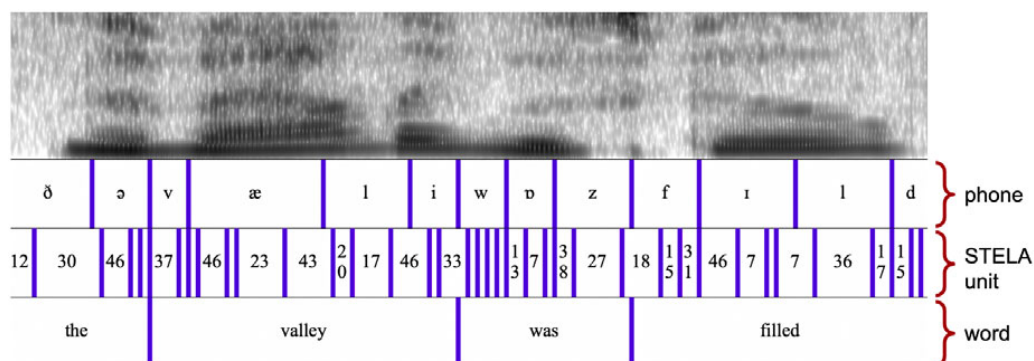 ð ə v æ l i w ɒ z f ɪ l d phone
12 30 46 37 46 23 43 20 17 46 33 13 7 38 27 18 15 31 46 7 7 36 17 15 STELA unit
the valley was filled word